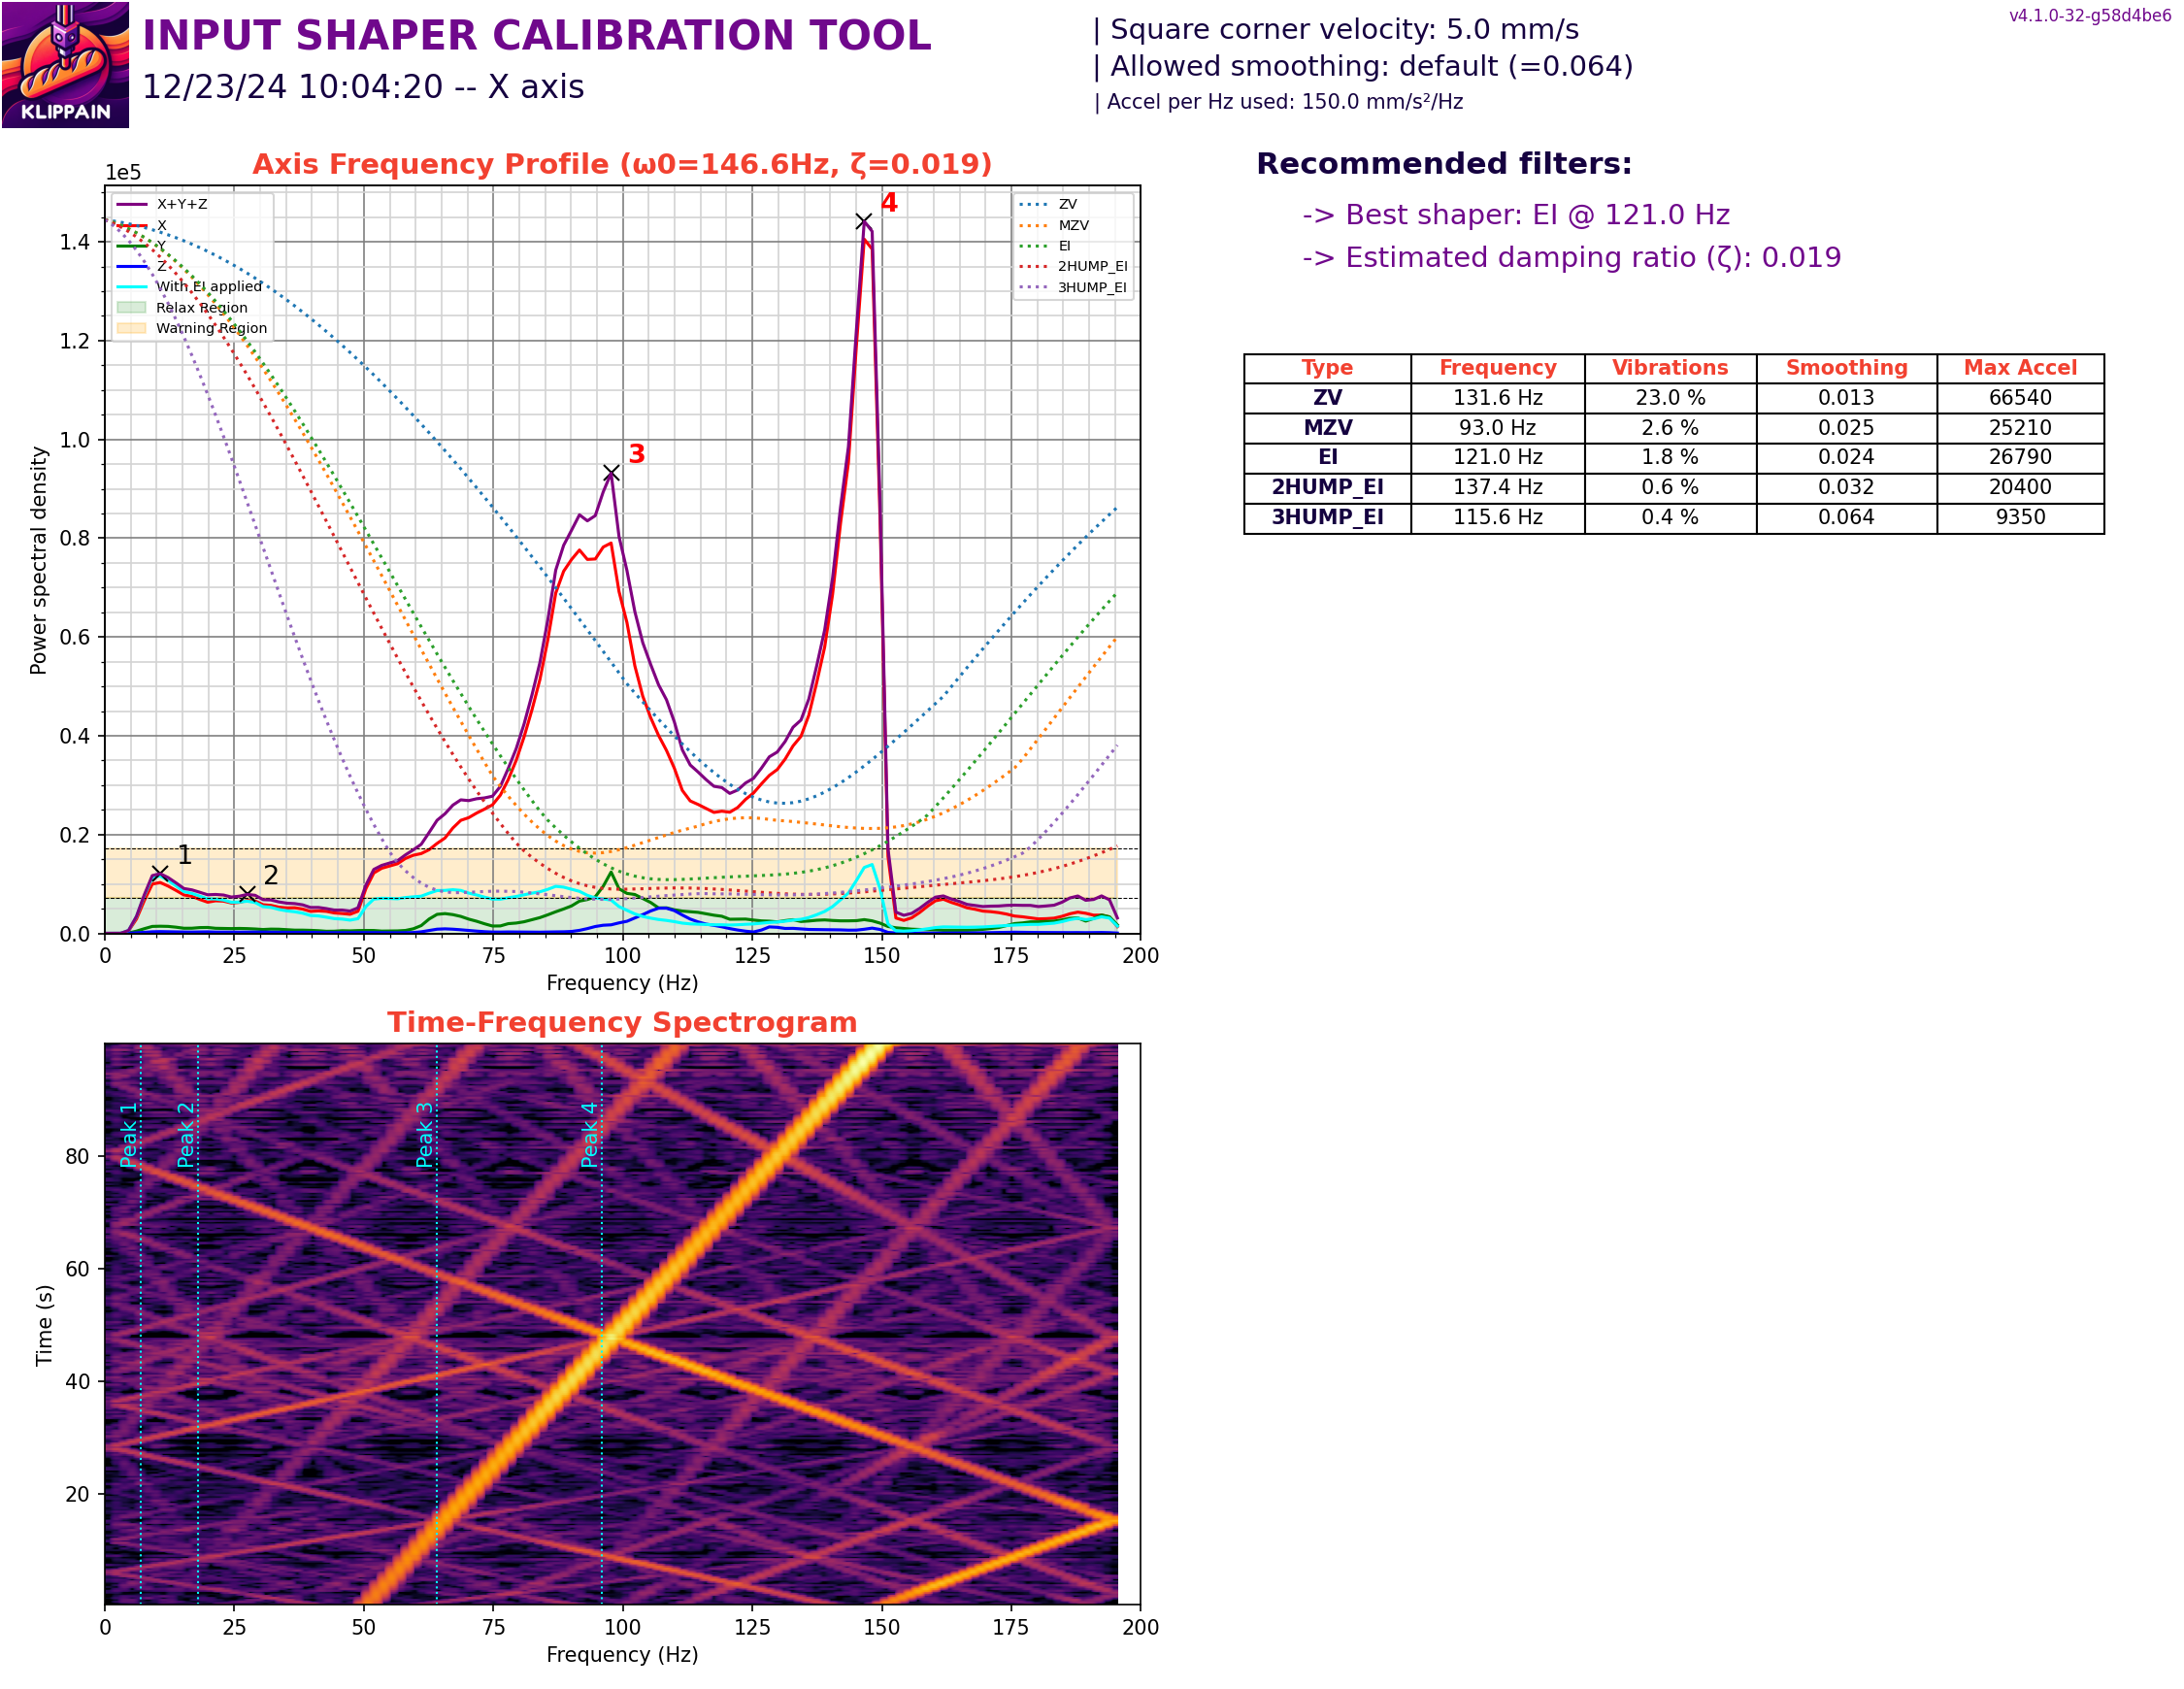 KLIPPAIN
INPUT SHAPER CALIBRATION TOOL
12/23/24 10:04:20 -- X axis
| Square corner velocity: 5.0 mm/s
| Allowed smoothing: default (=0.064)
| Accel per Hz used: 150.0 mm/s²/Hz
v4.1.0-32-g58d4be6
Axis Frequency Profile (ω0=146.6Hz, ζ=0.019)
1e5
X+Y+Z
X
Y
Z
With EI applied
Relax Region
Warning Region
ZV
MZV
EI
2HUMP_EI
3HUMP_EI
1
2
3
4
1.4
1.2
1.0
0.8
0.6
0.4
0.2
0.0
Power spectral density
0 25 50 75 100 125 150 175 200
Frequency (Hz)
Recommended filters:
-> Best shaper: EI @ 121.0 Hz
-> Estimated damping ratio (ζ): 0.019
Type Frequency Vibrations Smoothing Max Accel
ZV 131.6 Hz 23.0 % 0.013 66540
MZV 93.0 Hz 2.6 % 0.025 25210
EI 121.0 Hz 1.8 % 0.024 26790
2HUMP_EI 137.4 Hz 0.6 % 0.032 20400
3HUMP_EI 115.6 Hz 0.4 % 0.064 9350
Time-Frequency Spectrogram
Peak 1
Peak 2
Peak 3
Peak 4
80
60
40
20
Time (s)
0 25 50 75 100 125 150 175 200
Frequency (Hz)